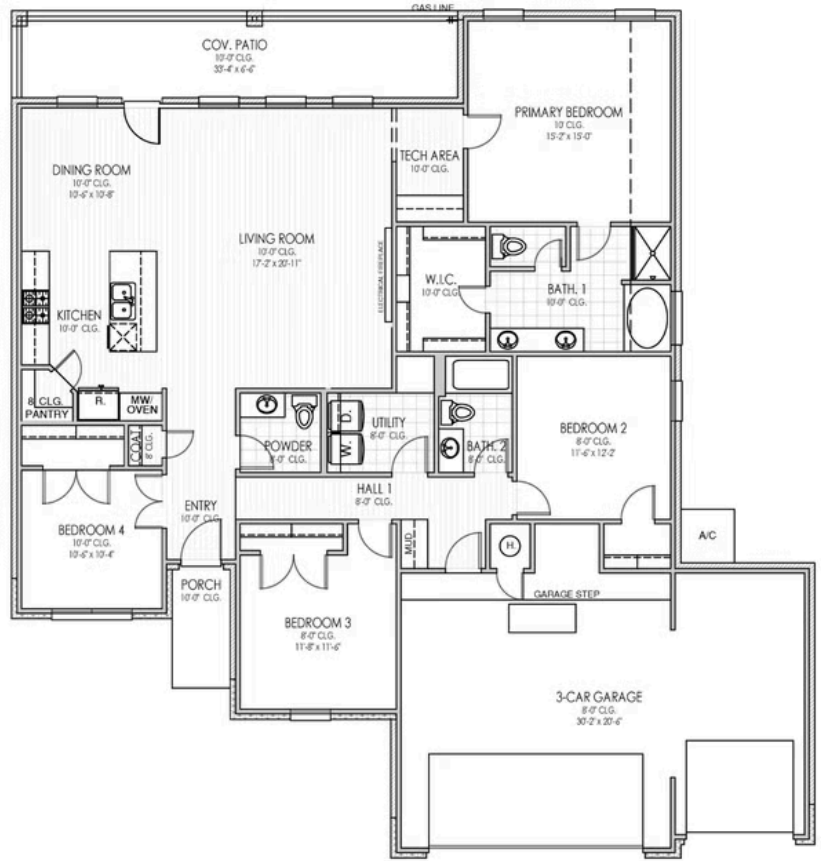 GAS LINE
COV. PATIO
10'-0" CLG.
33'-4" x 6'-6"
PRIMARY BEDROOM
10' CLG.
15'-2" x 15'-0"
TECH AREA
10'-0" CLG.
DINING ROOM
10'-0" CLG.
10'-6" x 10'-8"
LIVING ROOM
10'-0" CLG.
17'-2" x 20'-11"
ELECTRICAL FIREPLACE
W.I.C.
10'-0" CLG.
BATH. 1
10'-0" CLG.
KITCHEN
10'-0" CLG.
8' CLG.
PANTRY
R.
MW/
OVEN
COAT
8' CLG.
POWDER
8'-0" CLG.
D.
W.
UTILITY
8'-0" CLG.
BATH. 2
8'-0" CLG.
BEDROOM 2
8'-0" CLG.
11'-6" x 12'-2"
HALL 1
8'-0" CLG.
ENTRY
10'-0" CLG.
BEDROOM 4
10'-0" CLG.
10'-6" x 10'-4"
MUD
H.
A/C
PORCH
10'-0" CLG.
GARAGE STEP
BEDROOM 3
8'-0" CLG.
11'-8" x 11'-6"
3-CAR GARAGE
8'-0" CLG.
30'-2" x 20'-6"